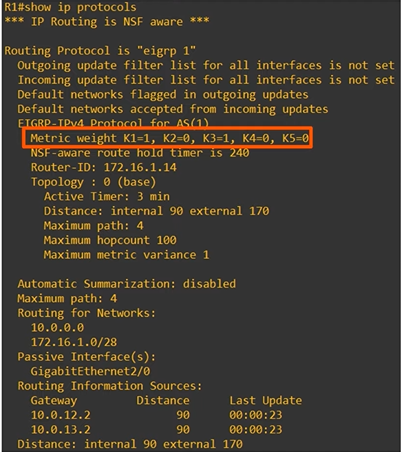 R1#show ip protocols
*** IP Routing is NSF aware ***
Routing Protocol is "eigrp 1"
Outgoing update filter list for all interfaces is not set
Incoming update filter list for all interfaces is not set
Default networks flagged in outgoing updates
Default networks accepted from incoming updates
EIGRP-IPv4 Protocol for AS(1)
Metric weight K1=1, K2=0, K3=1, K4=0, K5=0
NSF-aware route hold timer is 240
Router-ID: 172.16.1.14
Topology : 0 (base)
Active Timer: 3 min
Distance: internal 90 external 170
Maximum path: 4
Maximum hopcount 100
Maximum metric variance 1
Automatic Summarization: disabled
Maximum path: 4
Routing for Networks:
10.0.0.0
172.16.1.0/28
Passive Interface(s):
GigabitEthernet2/0
Routing Information Sources:
Gateway Distance Last Update
10.0.12.2 90 00:00:23
10.0.13.2 90 00:00:23
Distance: internal 90 external 170